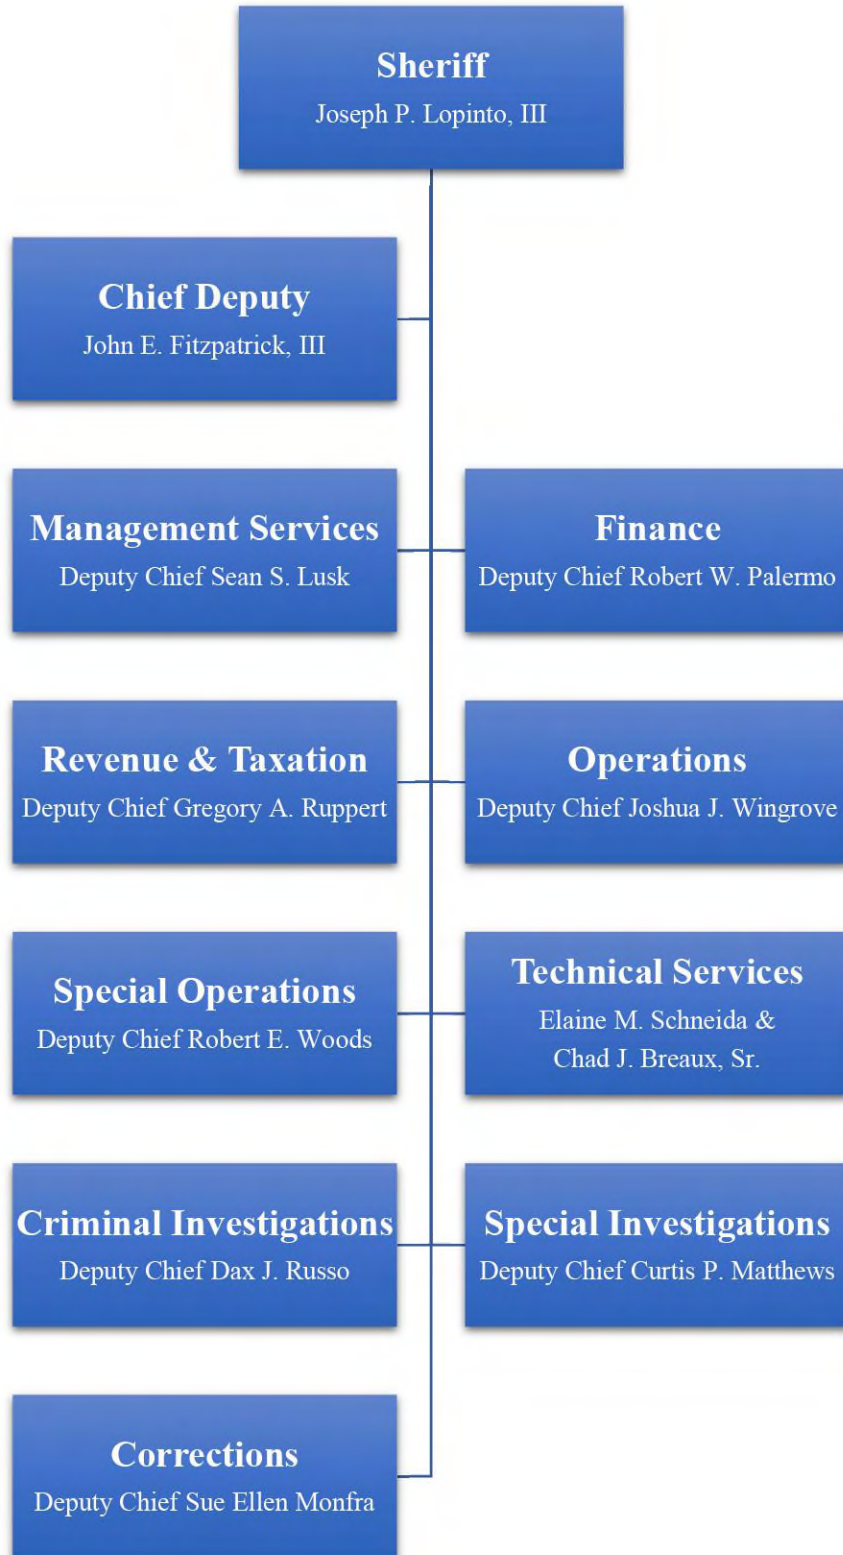 Sheriff
Joseph P. Lopinto, III
Chief Deputy
John E. Fitzpatrick, III
Management Services
Deputy Chief Sean S. Lusk
Finance
Deputy Chief Robert W. Palermo
Revenue & Taxation
Deputy Chief Gregory A. Ruppert
Operations
Deputy Chief Joshua J. Wingrove
Special Operations
Deputy Chief Robert E. Woods
Technical Services
Elaine M. Schneida &
Chad J. Breaux, Sr.
Criminal Investigations
Deputy Chief Dax J. Russo
Special Investigations
Deputy Chief Curtis P. Matthews
Corrections
Deputy Chief Sue Ellen Monfra